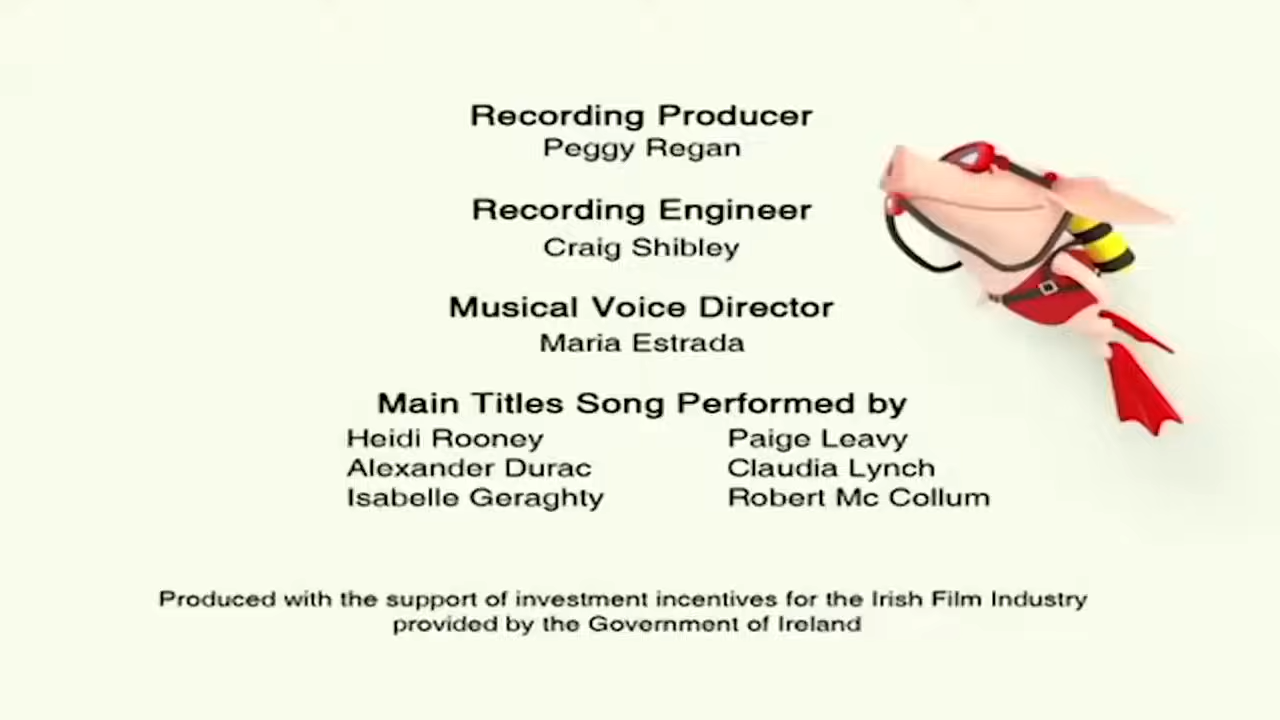 Recording Producer
Peggy Regan
Recording Engineer
Craig Shibley
Musical Voice Director
Maria Estrada
Main Titles Song Performed by
Heidi Rooney
Paige Leavy
Alexander Durac
Claudia Lynch
Isabelle Geraghty
Robert Mc Collum
Produced with the support of investment incentives for the Irish Film Industry
provided by the Government of Ireland